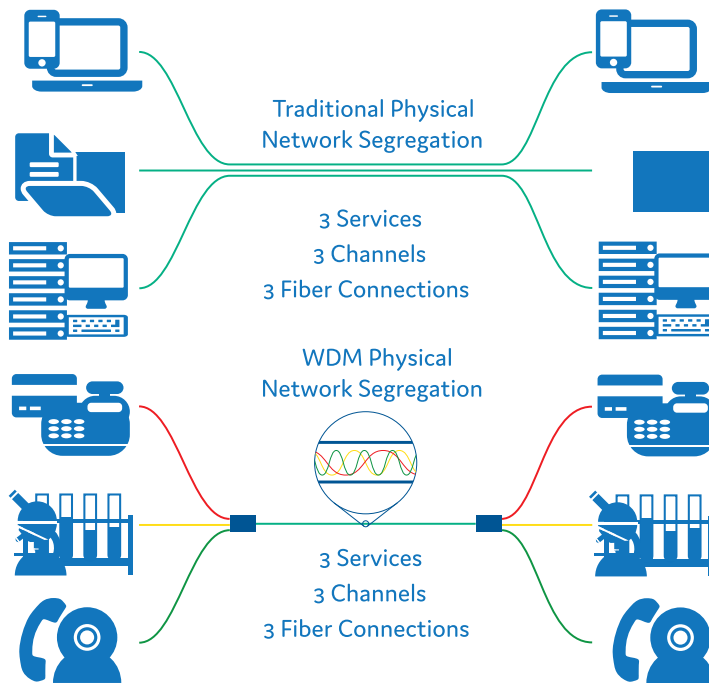 Traditional Physical
Network Segregation
3 Services
3 Channels
3 Fiber Connections
WDM Physical
Network Segregation
3 Services
3 Channels
3 Fiber Connections